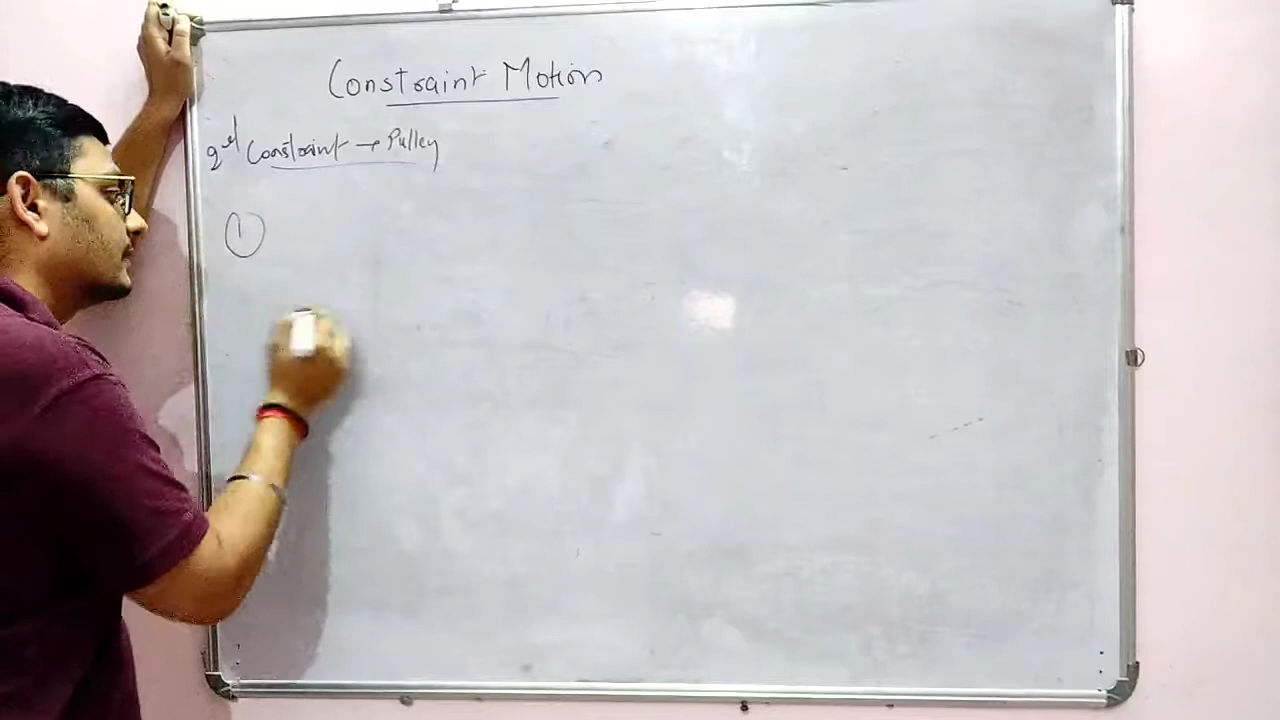 Constraint Motion
2nd Constraint → Pulley
①